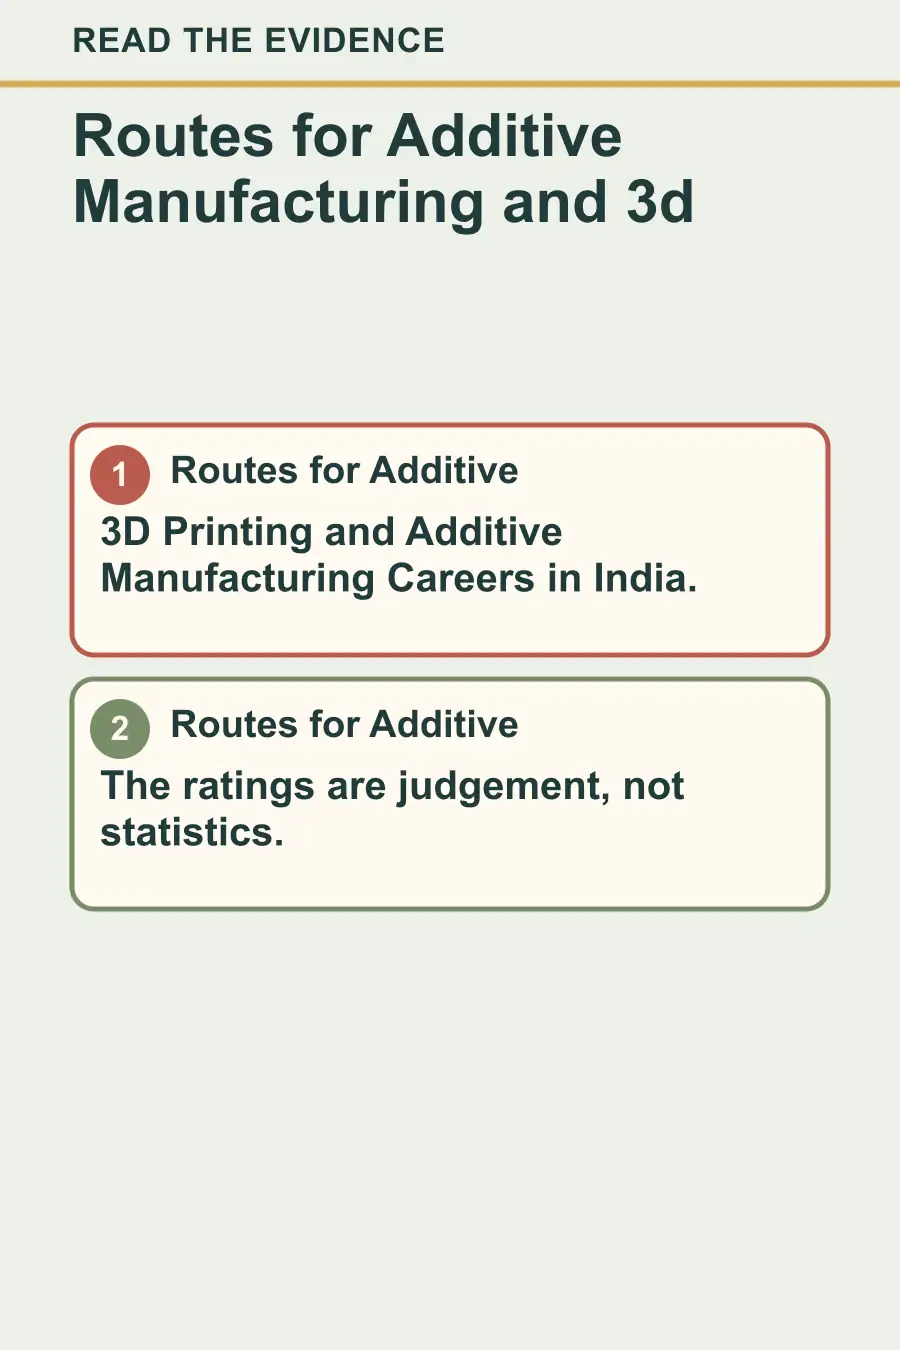 READ THE EVIDENCE
Routes for Additive
Manufacturing and 3d
1 Routes for Additive
3D Printing and Additive
Manufacturing Careers in India.
2 Routes for Additive
The ratings are judgement, not
statistics.